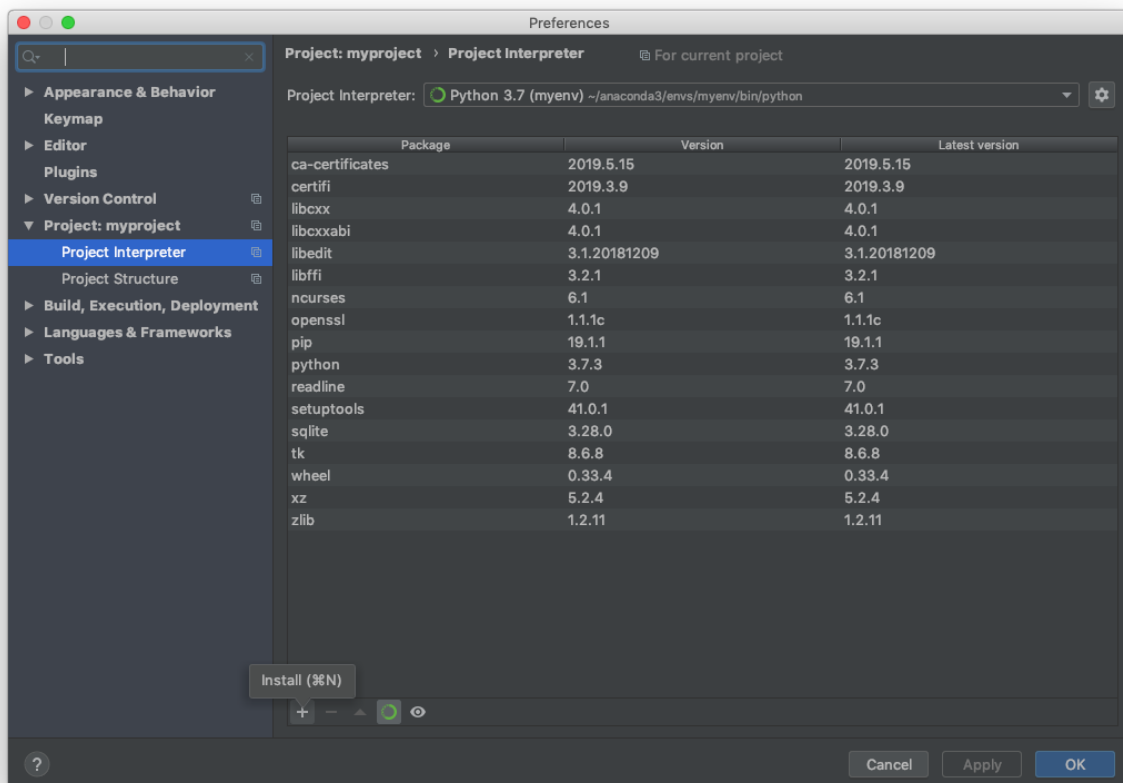 Preferences
Appearance & Behavior
Keymap
Editor
Plugins
Version Control
Project: myproject
Project Interpreter
Project Structure
Build, Execution, Deployment
Languages & Frameworks
Tools
Project: myproject › Project Interpreter For current project
Project Interpreter: Python 3.7 (myenv) ~/anaconda3/envs/myenv/bin/python
Package Version Latest version
ca-certificates 2019.5.15 2019.5.15
certifi 2019.3.9 2019.3.9
libcxx 4.0.1 4.0.1
libcxxabi 4.0.1 4.0.1
libedit 3.1.20181209 3.1.20181209
libffi 3.2.1 3.2.1
ncurses 6.1 6.1
openssl 1.1.1c 1.1.1c
pip 19.1.1 19.1.1
python 3.7.3 3.7.3
readline 7.0 7.0
setuptools 41.0.1 41.0.1
sqlite 3.28.0 3.28.0
tk 8.6.8 8.6.8
wheel 0.33.4 0.33.4
xz 5.2.4 5.2.4
zlib 1.2.11 1.2.11
Install (⌘N)
? Cancel Apply OK